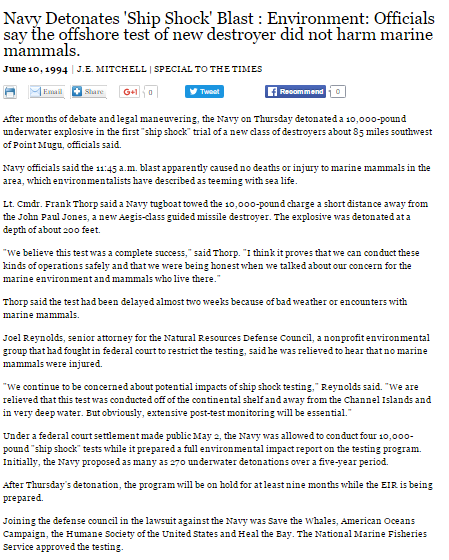 Navy Detonates 'Ship Shock' Blast : Environment: Officials
say the offshore test of new destroyer did not harm marine
mammals.
June 10, 1994 | J.E. MITCHELL | SPECIAL TO THE TIMES
Email Share G+1 0 Tweet Recommend 0
After months of debate and legal maneuvering, the Navy on Thursday detonated a 10,000-pound
underwater explosive in the first "ship shock" trial of a new class of destroyers about 85 miles southwest
of Point Mugu, officials said.
Navy officials said the 11:45 a.m. blast apparently caused no deaths or injury to marine mammals in the
area, which environmentalists have described as teeming with sea life.
Lt. Cmdr. Frank Thorp said a Navy tugboat towed the 10,000-pound charge a short distance away from
the John Paul Jones, a new Aegis-class guided missile destroyer. The explosive was detonated at a
depth of about 200 feet.
"We believe this test was a complete success," said Thorp. "I think it proves that we can conduct these
kinds of operations safely and that we were being honest when we talked about our concern for the
marine environment and mammals who live there."
Thorp said the test had been delayed almost two weeks because of bad weather or encounters with
marine mammals.
Joel Reynolds, senior attorney for the Natural Resources Defense Council, a nonprofit environmental
group that had fought in federal court to restrict the testing, said he was relieved to hear that no marine
mammals were injured.
"We continue to be concerned about potential impacts of ship shock testing," Reynolds said. "We are
relieved that this test was conducted off of the continental shelf and away from the Channel Islands and
in very deep water. But obviously, extensive post-test monitoring will be essential."
Under a federal court settlement made public May 2, the Navy was allowed to conduct four 10,000-
pound "ship shock" tests while it prepared a full environmental impact report on the testing program.
Initially, the Navy proposed as many as 270 underwater detonations over a five-year period.
After Thursday's detonation, the program will be on hold for at least nine months while the EIR is being
prepared.
Joining the defense council in the lawsuit against the Navy was Save the Whales, American Oceans
Campaign, the Humane Society of the United States and Heal the Bay. The National Marine Fisheries
Service approved the testing.